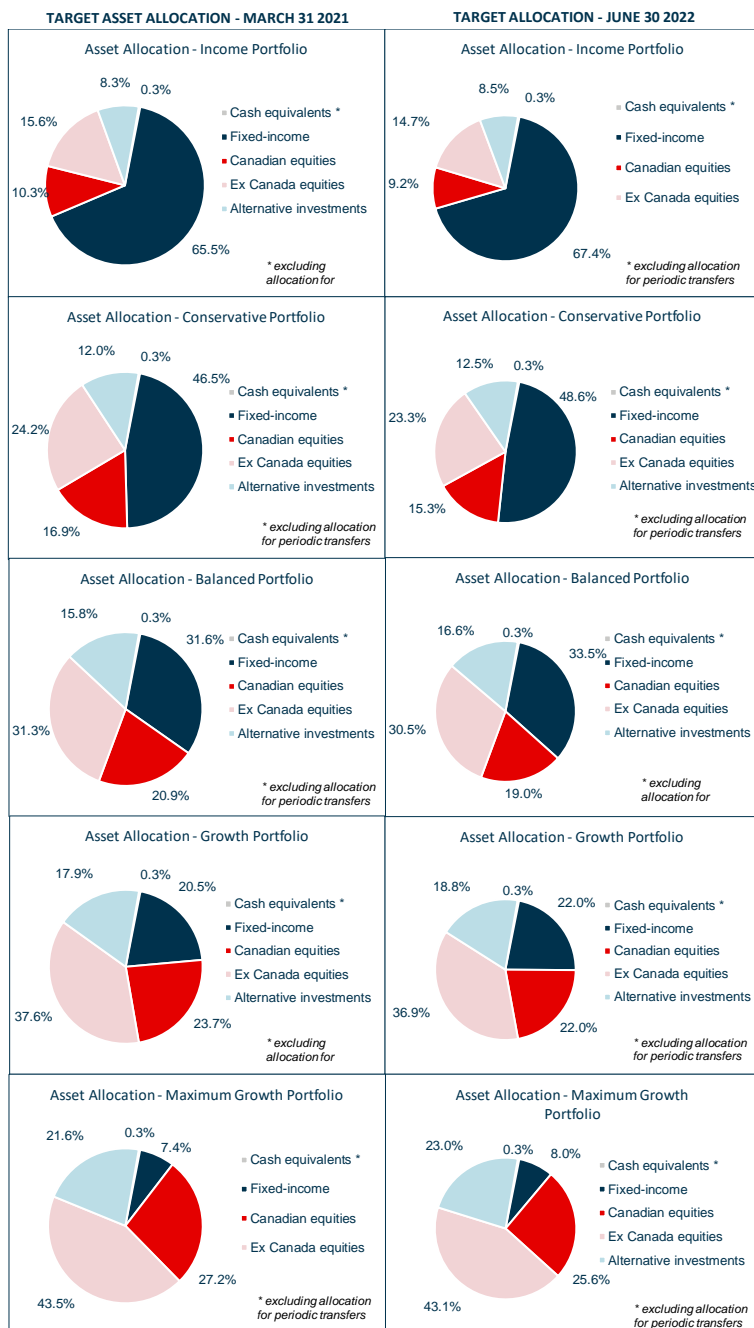 TARGET ASSET ALLOCATION - MARCH 31 2021
TARGET ALLOCATION - JUNE 30 2022
Asset Allocation - Income Portfolio
8.3%
0.3%
15.6%
10.3%
65.5%
Cash equivalents *
Fixed-income
Canadian equities
Ex Canada equities
Alternative investments
* excluding
allocation for
Asset Allocation - Income Portfolio
8.5%
0.3%
14.7%
9.2%
67.4%
Cash equivalents *
Fixed-income
Canadian equities
Ex Canada equities
* excluding allocation
for periodic transfers
Asset Allocation - Conservative Portfolio
12.0%
0.3%
46.5%
24.2%
16.9%
Cash equivalents *
Fixed-income
Canadian equities
Ex Canada equities
Alternative investments
* excluding allocation
for periodic transfers
Asset Allocation - Conservative Portfolio
12.5%
0.3%
48.6%
23.3%
15.3%
Cash equivalents *
Fixed-income
Canadian equities
Ex Canada equities
Alternative investments
* excluding allocation
for periodic transfers
Asset Allocation - Balanced Portfolio
15.8%
0.3%
31.6%
31.3%
20.9%
Cash equivalents *
Fixed-income
Canadian equities
Ex Canada equities
Alternative investments
* excluding allocation
for periodic transfers
Asset Allocation - Balanced Portfolio
16.6%
0.3%
33.5%
30.5%
19.0%
Cash equivalents *
Fixed-income
Canadian equities
Ex Canada equities
Alternative investments
* excluding
allocation for
Asset Allocation - Growth Portfolio
17.9%
0.3%
20.5%
37.6%
23.7%
Cash equivalents *
Fixed-income
Canadian equities
Ex Canada equities
Alternative investments
* excluding
allocation for
Asset Allocation - Growth Portfolio
18.8%
0.3%
22.0%
36.9%
22.0%
Cash equivalents *
Fixed-income
Canadian equities
Ex Canada equities
Alternative investments
* excluding allocation
for periodic transfers
Asset Allocation - Maximum Growth Portfolio
21.6%
0.3%
7.4%
43.5%
27.2%
Cash equivalents *
Fixed-income
Canadian equities
Ex Canada equities
* excluding allocation
for periodic transfers
Asset Allocation - Maximum Growth
Portfolio
23.0%
0.3%
8.0%
43.1%
25.6%
Cash equivalents *
Fixed-income
Canadian equities
Ex Canada equities
Alternative investments
* excluding allocation
for periodic transfers